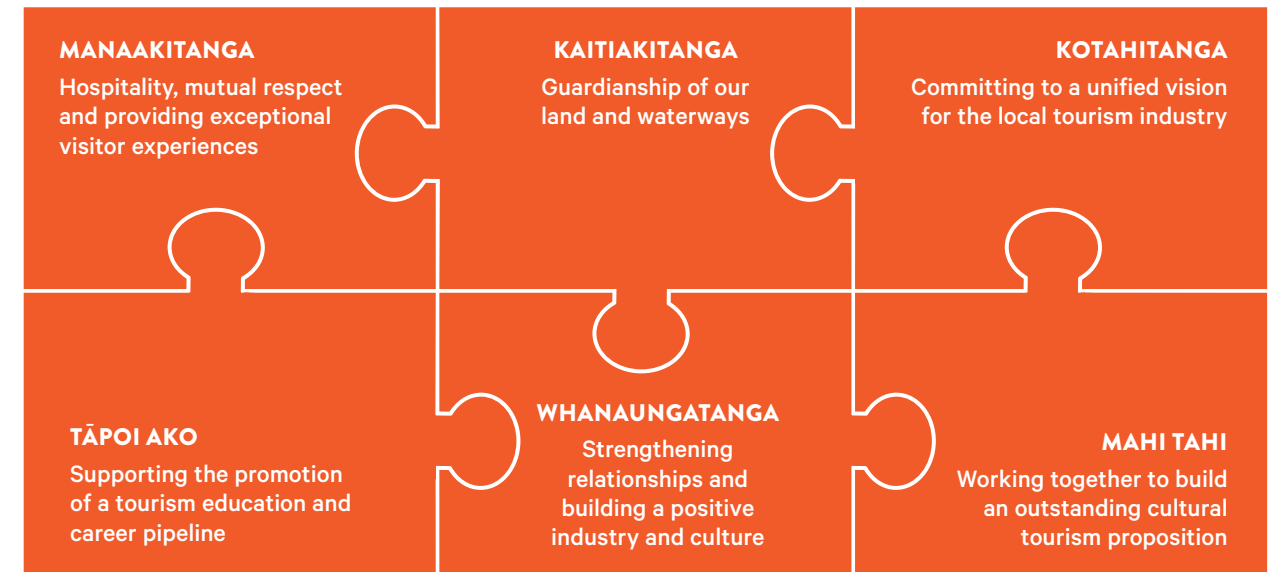 MANAAKITANGA
Hospitality, mutual respect
and providing exceptional
visitor experiences
KAITIAKITANGA
Guardianship of our
land and waterways
KOTAHITANGA
Committing to a unified vision
for the local tourism industry
TĀPOI AKO
Supporting the promotion
of a tourism education and
career pipeline
WHANAUNGATANGA
Strengthening
relationships and
building a positive
industry and culture
MAHI TAHI
Working together to build
an outstanding cultural
tourism proposition